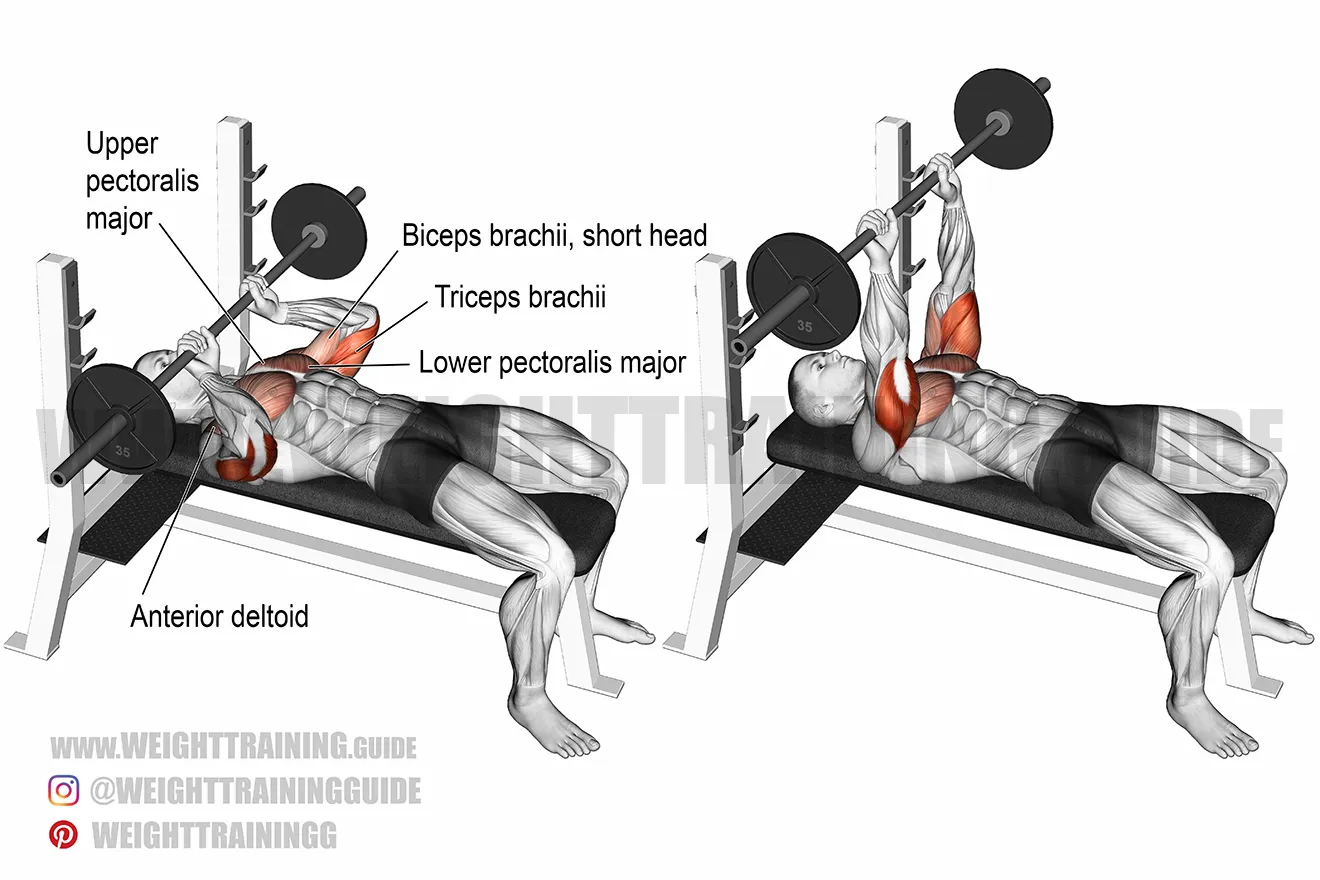 Upper
pectoralis
major
Biceps brachii, short head
Triceps brachii
Lower pectoralis major
35
35
WEIGHTTRAINING.GUIDE
Anterior deltoid
www.WEIGHTTRAINING.GUIDE
@WEIGHTTRAININGGUIDE
WEIGHTTRAININGG